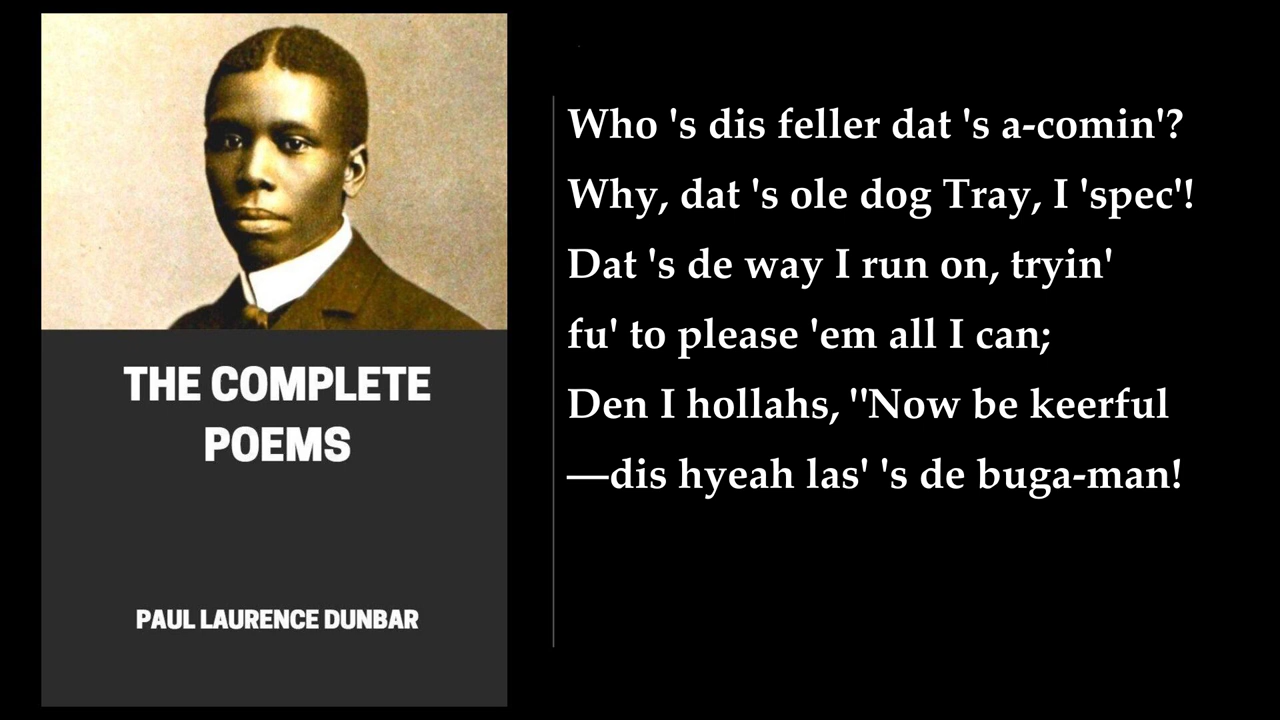 THE COMPLETE
POEMS
PAUL LAURENCE DUNBAR
Who 's dis feller dat 's a-comin'?
Why, dat 's ole dog Tray, I 'spec'!
Dat 's de way I run on, tryin'
fu' to please 'em all I can;
Den I hollahs, "Now be keerful
—dis hyeah las' 's de buga-man!